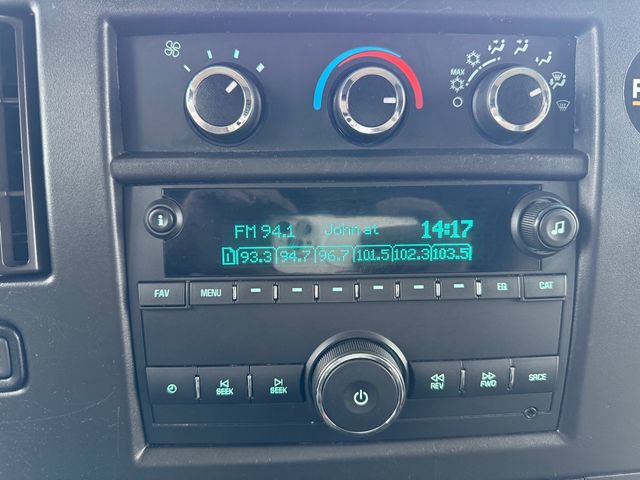 MAX
FM 94.1 John at 14:17
1 93.3 94.7 96.7 101.5 102.3 103.5
FAV MENU EQ CAT
SEEK SEEK REV FWD SRCE